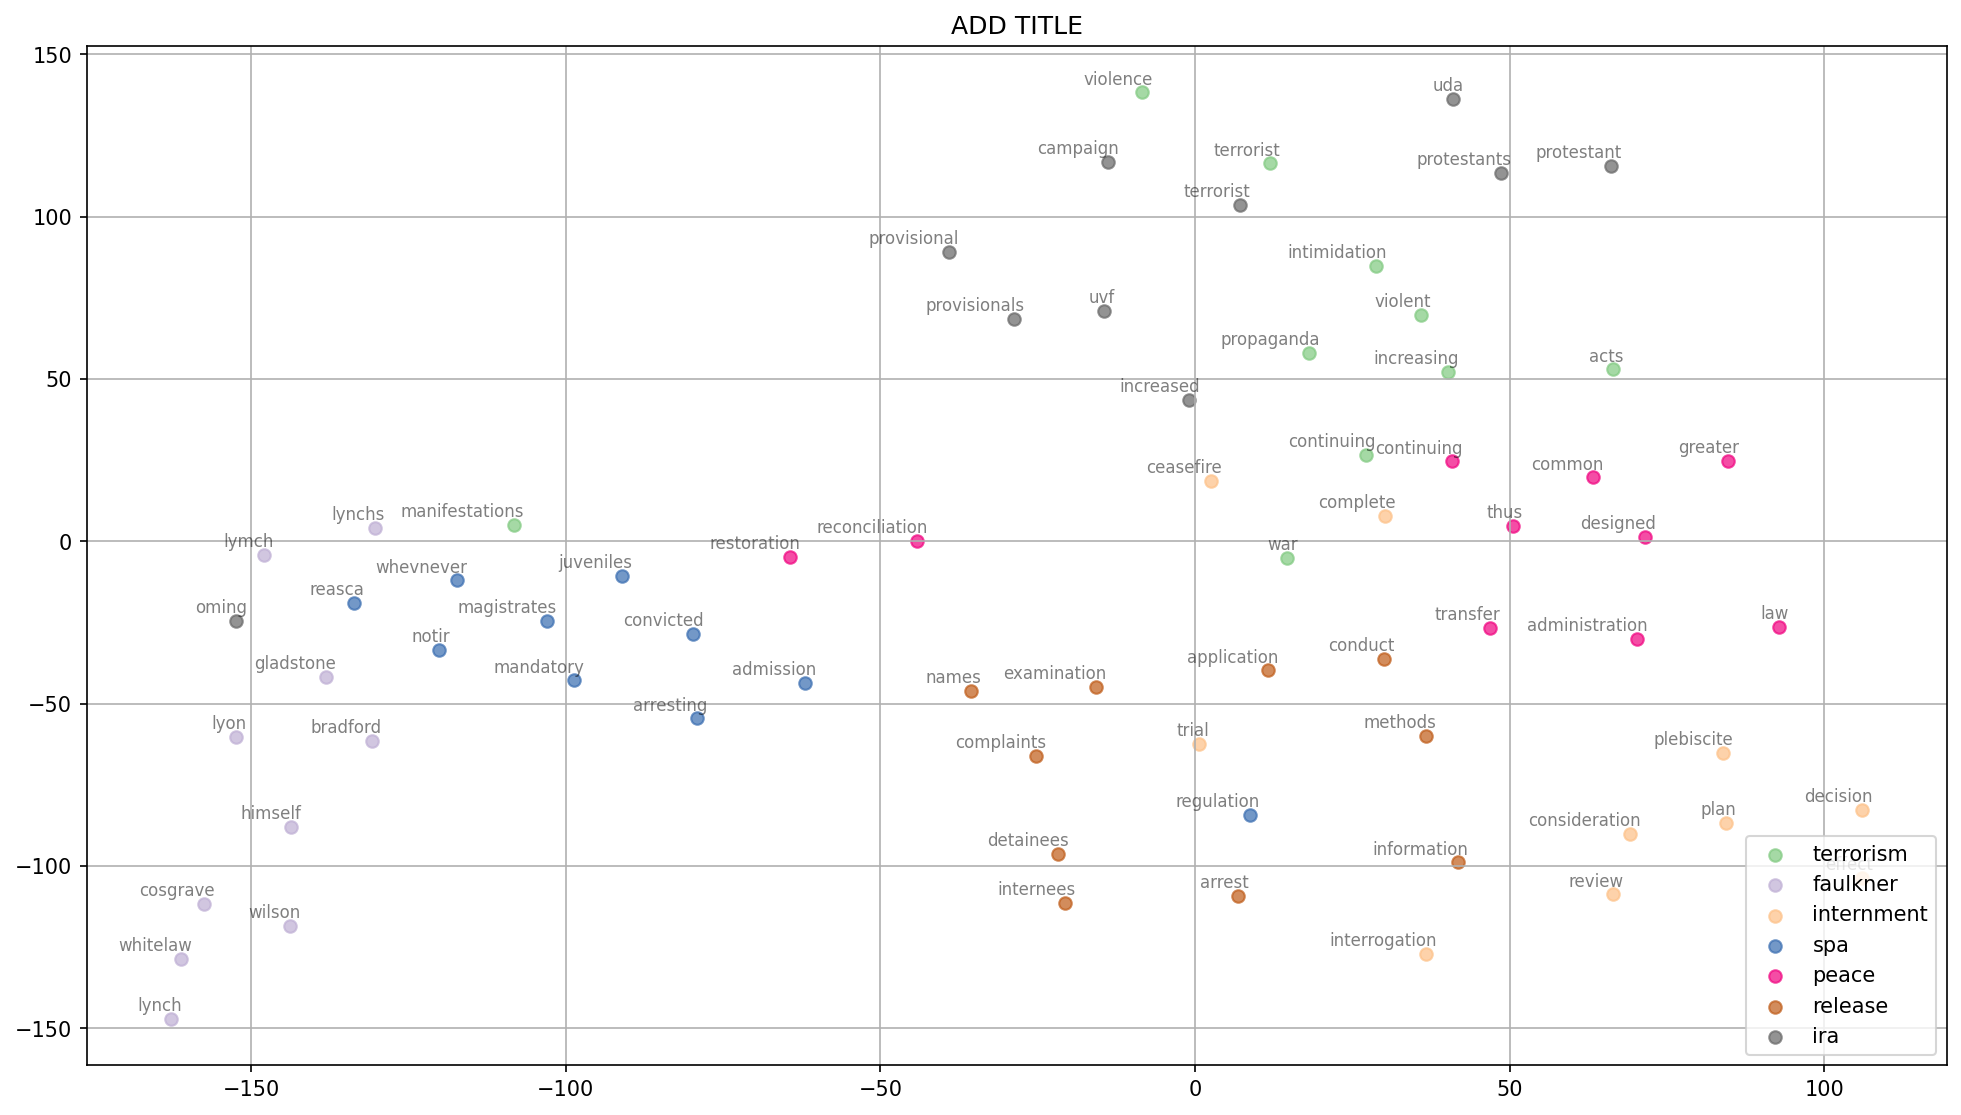 ADD TITLE
150
violence
uda
campaign
terrorist
protestants
protestant
terrorist
100
provisional
intimidation
provisionals
uvf
violent
propaganda
increasing
acts
50
increased
continuing
continuing
greater
ceasefire
common
complete
lynchs
manifestations
thus
reconciliation
designed
0
lymch
restoration
war
juveniles
whevnever
reasca
oming
magistrates
convicted
transfer
administration
law
notir
conduct
gladstone
mandatory
admission
application
names
examination
−50
arresting
lyon
bradford
trial
methods
complaints
plebiscite
himself
regulation
decision
plan
consideration
detainees
information
effect
−100
cosgrave
internees
arrest
review
wilson
whitelaw
interrogation
lynch
−150
terrorism
faulkner
internment
spa
peace
release
ira
−150 −100 −50 0 50 100